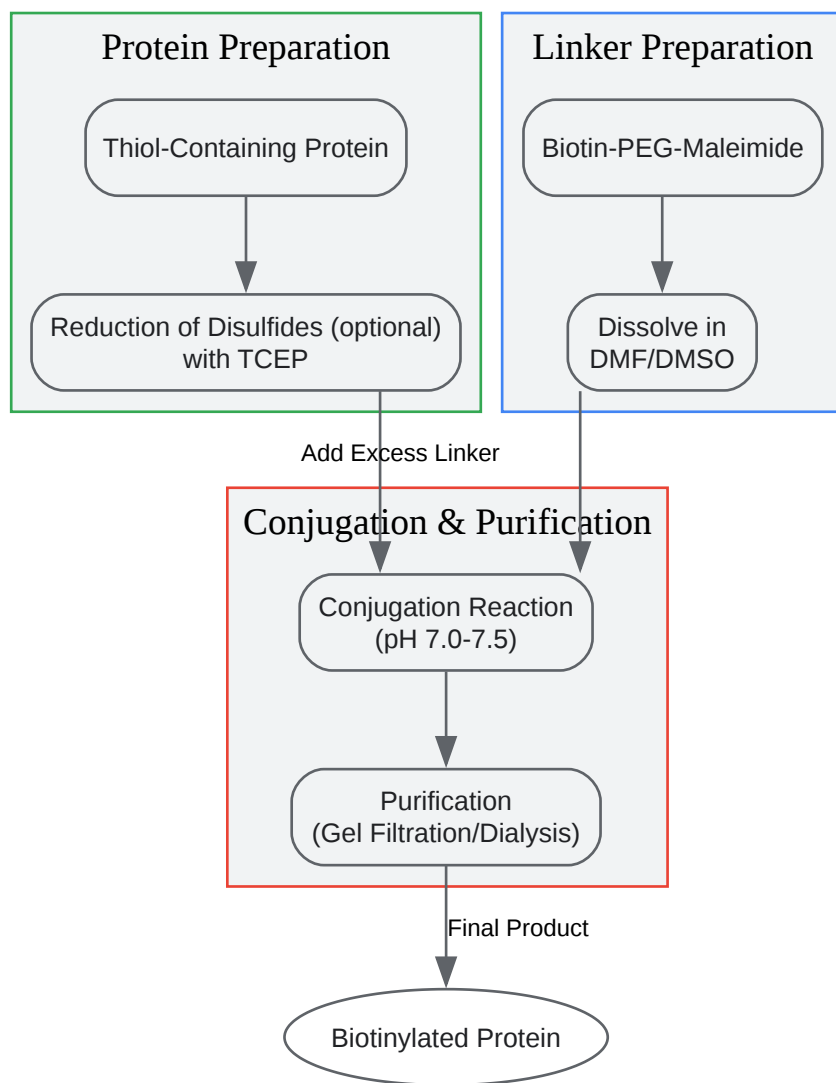 Protein Preparation
Thiol-Containing Protein
Reduction of Disulfides (optional)
with TCEP
Linker Preparation
Biotin-PEG-Maleimide
Dissolve in
DMF/DMSO
Add Excess Linker
Conjugation & Purification
Conjugation Reaction
(pH 7.0-7.5)
Purification
(Gel Filtration/Dialysis)
Final Product
Biotinylated Protein